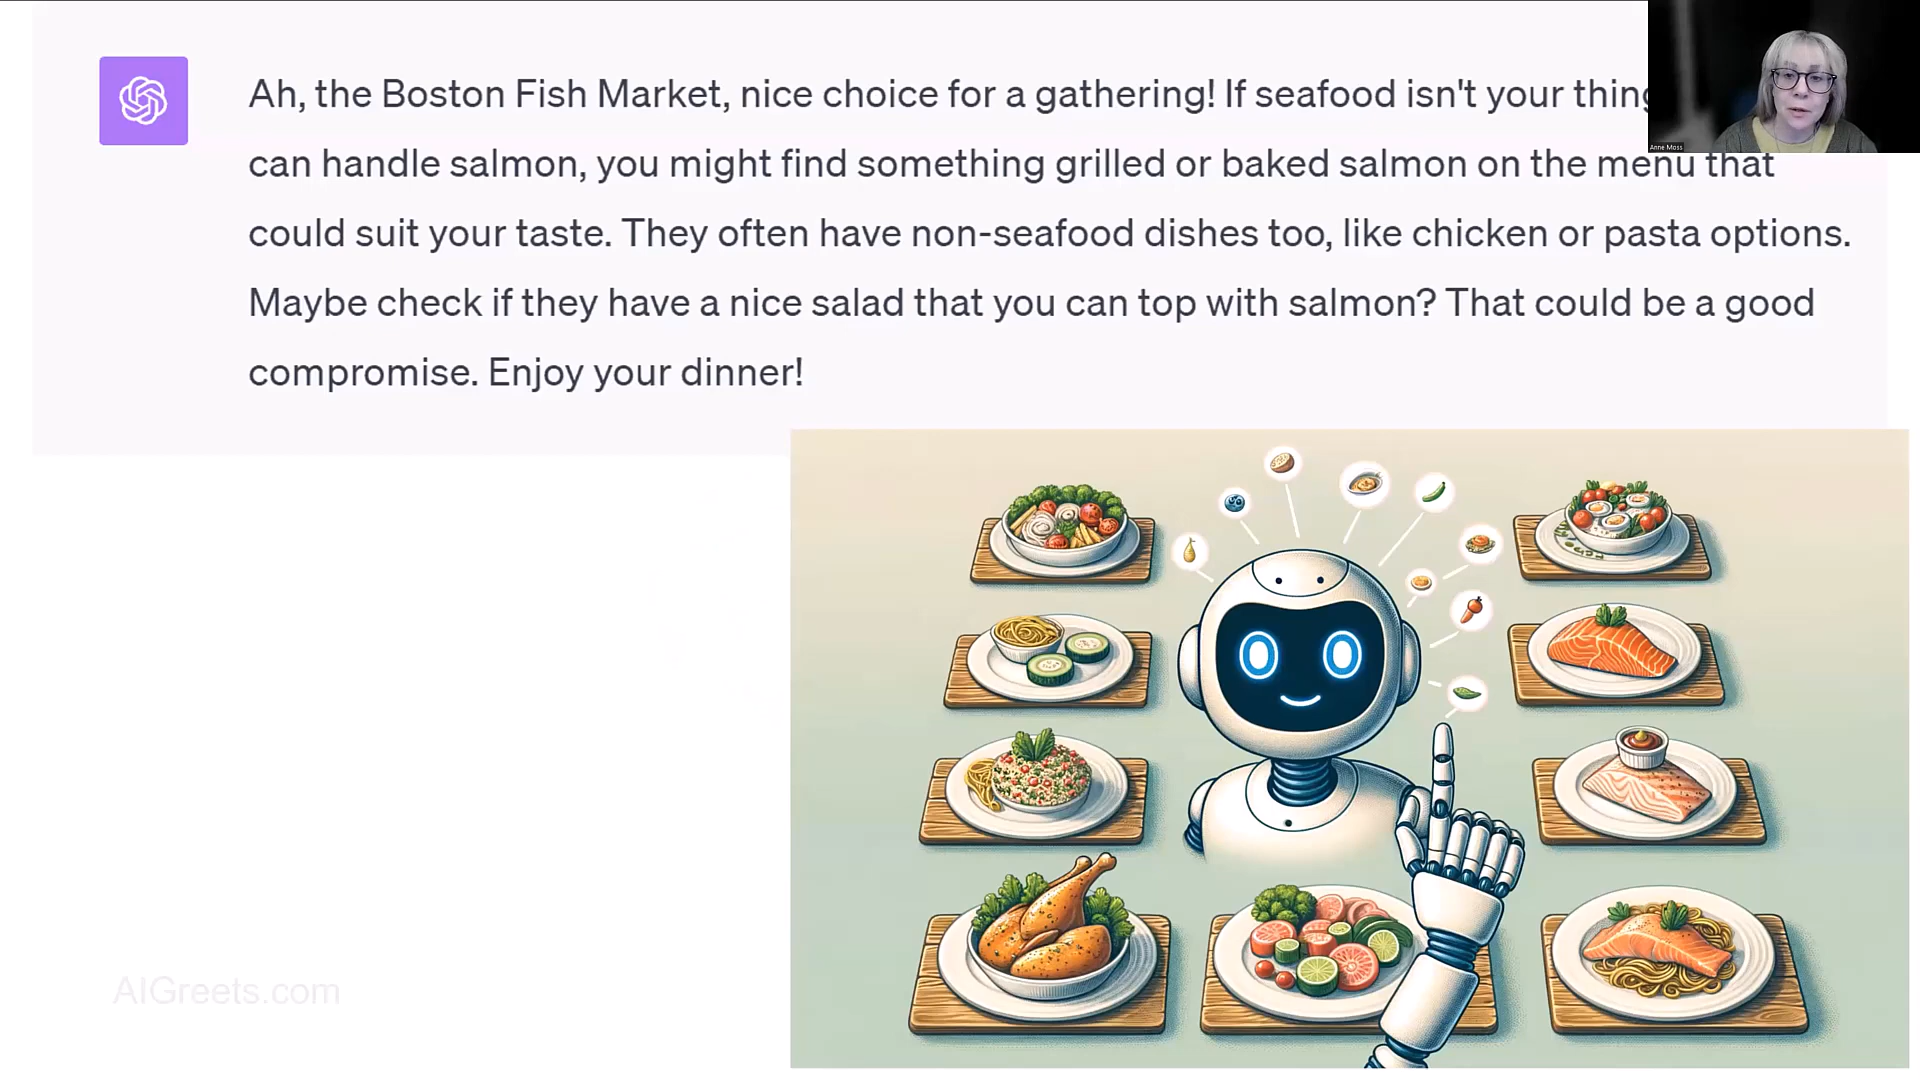 Ah, the Boston Fish Market, nice choice for a gathering! If seafood isn't your thing
can handle salmon, you might find something grilled or baked salmon on the menu that
could suit your taste. They often have non-seafood dishes too, like chicken or pasta options.
Maybe check if they have a nice salad that you can top with salmon? That could be a good
compromise. Enjoy your dinner!
Anne Moss
AIGreets.com